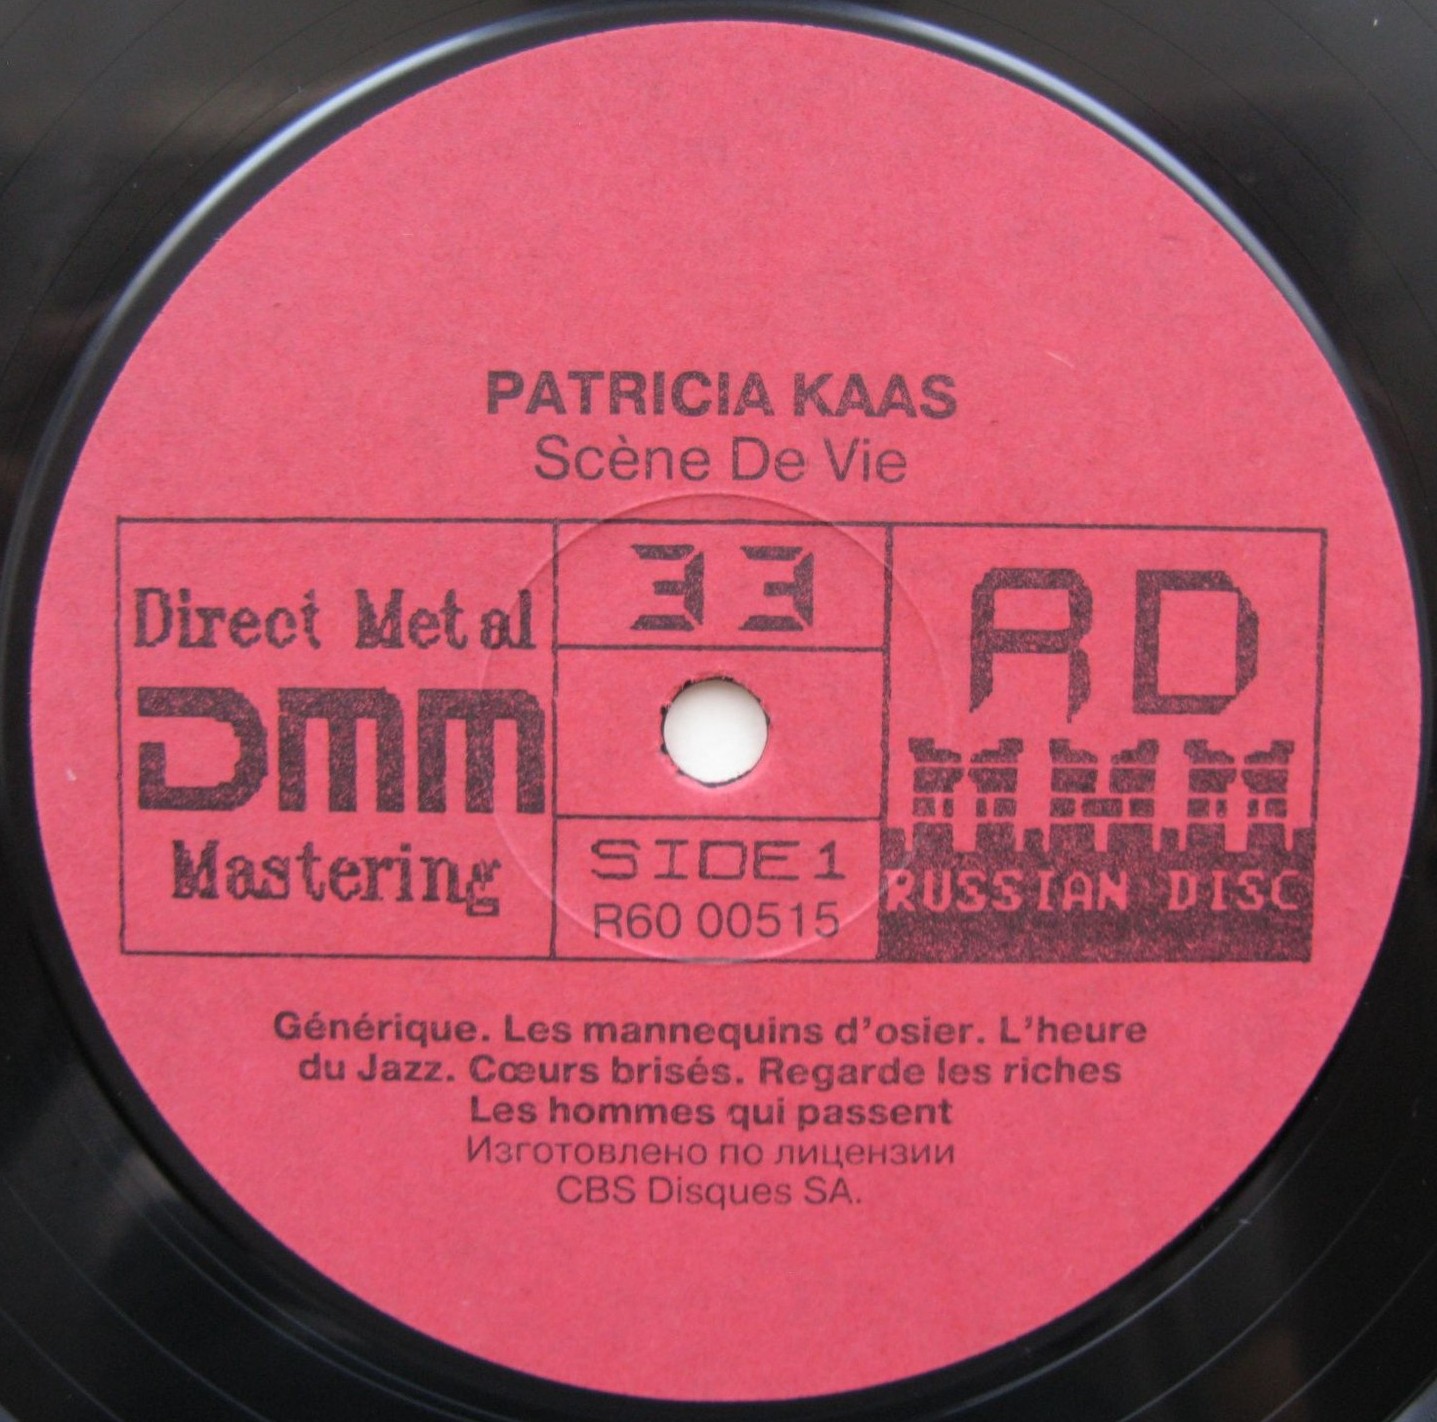 PATRICIA KAAS
Scène De Vie
Direct Metal
DMM
Mastering
33
SIDE 1
R60 00515
RD
RUSSIAN DISC
Générique. Les mannequins d'osier. L'heure
du Jazz. Cœurs brisés. Regarde les riches
Les hommes qui passent
Изготовлено по лицензии
CBS Disques SA.